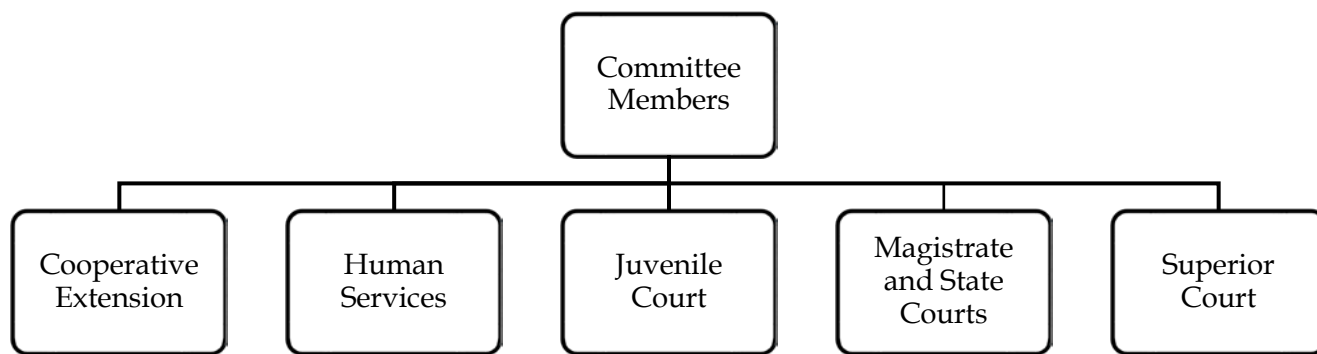 Committee
Members
Cooperative
Extension
Human
Services
Juvenile
Court
Magistrate
and State
Courts
Superior
Court